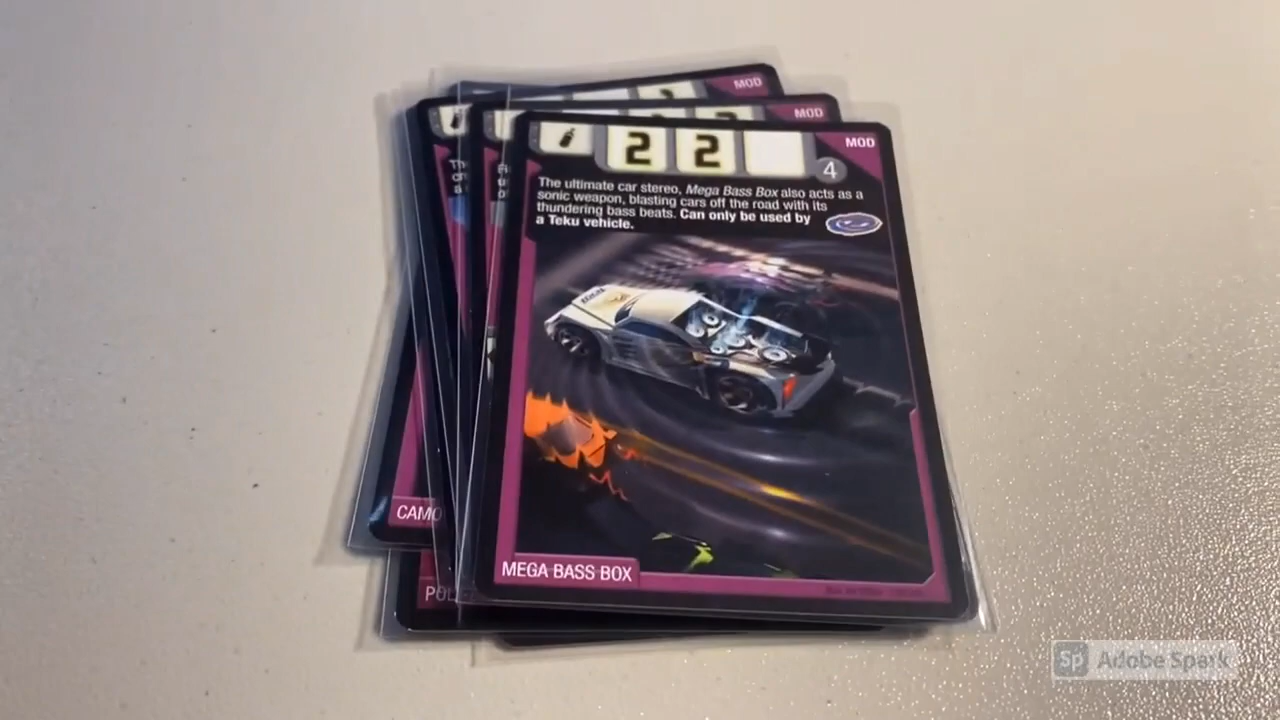 MOD
MOD
MOD
2 2
4
The ultimate car stereo, Mega Bass Box also acts as a
sonic weapon, blasting cars off the road with its
thundering bass beats. Can only be used by
a Teku vehicle.
CAMO
MEGA BASS BOX
Sp Adobe Spark